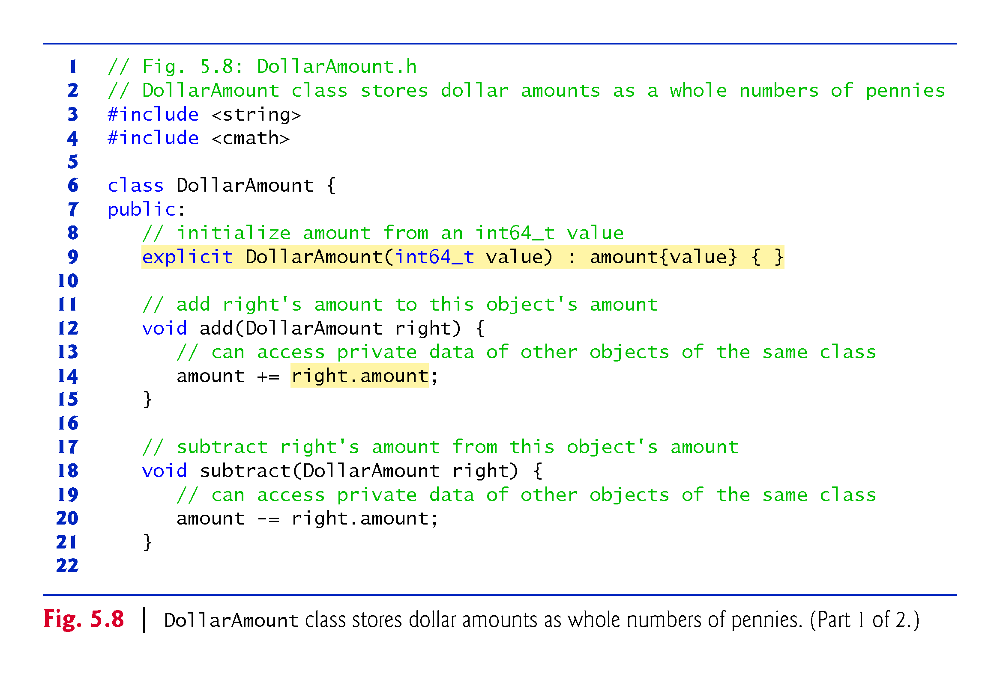 1 // Fig. 5.8: DollarAmount.h
2 // DollarAmount class stores dollar amounts as a whole numbers of pennies
3 #include <string>
4 #include <cmath>
5
6 class DollarAmount {
7 public:
8    // initialize amount from an int64_t value
9    explicit DollarAmount(int64_t value) : amount{value} { }
10
11    // add right's amount to this object's amount
12    void add(DollarAmount right) {
13       // can access private data of other objects of the same class
14       amount += right.amount;
15    }
16
17    // subtract right's amount from this object's amount
18    void subtract(DollarAmount right) {
19       // can access private data of other objects of the same class
20       amount -= right.amount;
21    }
22
Fig. 5.8 | DollarAmount class stores dollar amounts as whole numbers of pennies. (Part 1 of 2.)